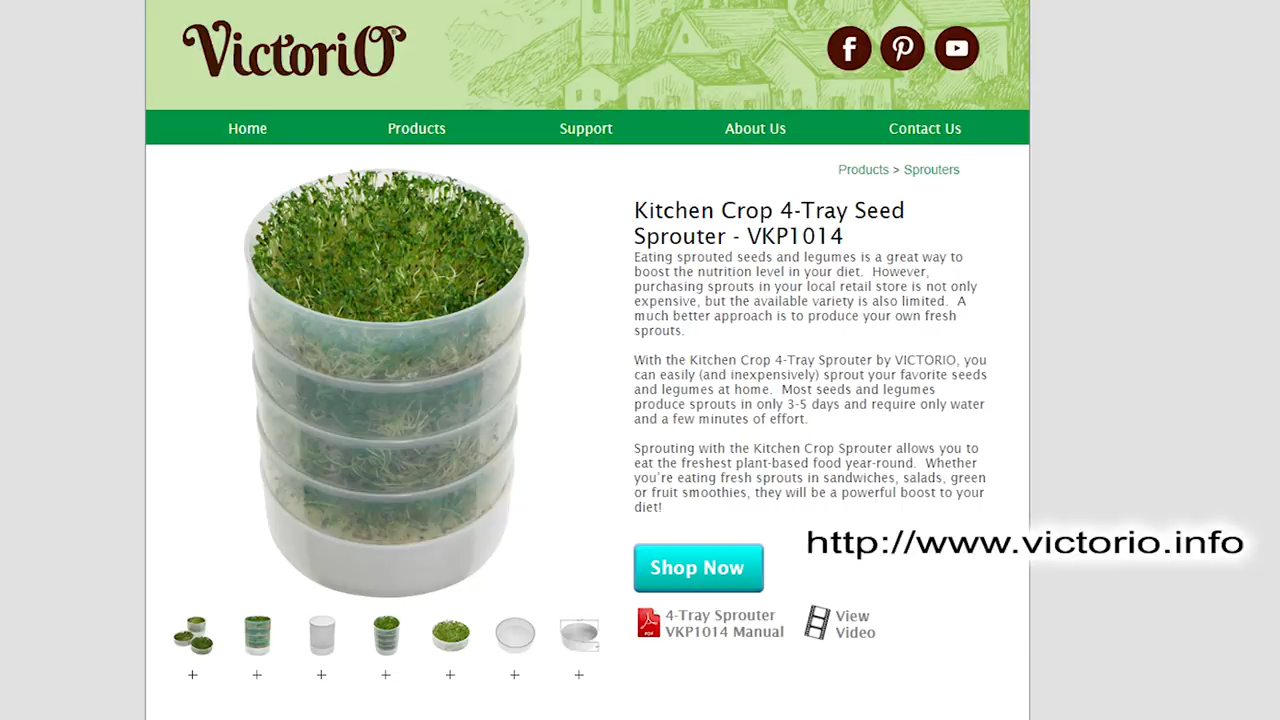 VictoriO
Home
Products
Support
About Us
Contact Us
Products > Sprouters
Kitchen Crop 4-Tray Seed
Sprouter - VKP1014
Eating sprouted seeds and legumes is a great way to
boost the nutrition level in your diet. However,
purchasing sprouts in your local retail store is not only
expensive, but the available variety is also limited. A
much better approach is to produce your own fresh
sprouts.
With the Kitchen Crop 4-Tray Sprouter by VICTORIO, you
can easily (and inexpensively) sprout your favorite seeds
and legumes at home. Most seeds and legumes
produce sprouts in only 3-5 days and require only water
and a few minutes of effort.
Sprouting with the Kitchen Crop Sprouter allows you to
eat the freshest plant-based food year-round. Whether
you're eating fresh sprouts in sandwiches, salads, green
or fruit smoothies, they will be a powerful boost to your
diet!
http://www.victorio.info
Shop Now
4-Tray Sprouter
VKP1014 Manual
View
Video
+ + + + + + +